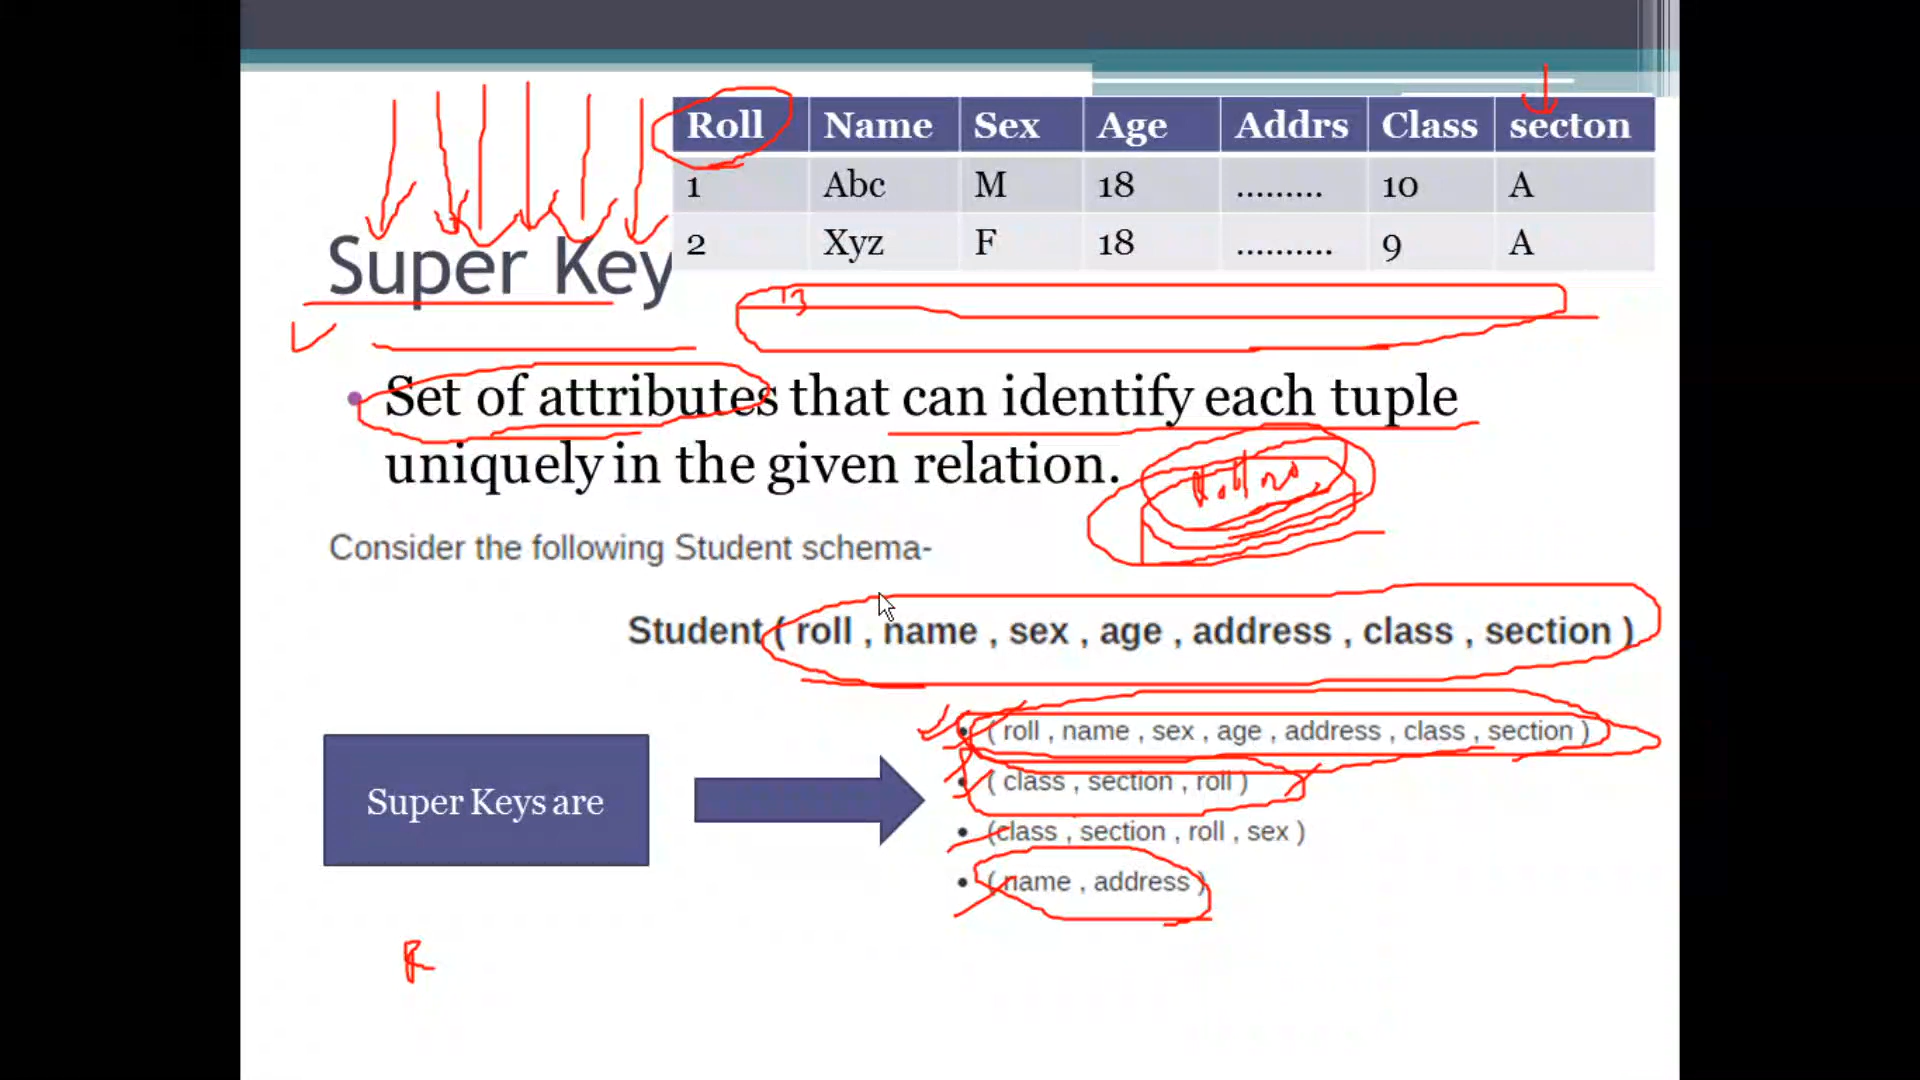 Roll Name Sex Age Addrs Class secton
1 Abc M 18 ......... 10 A
2 Xyz F 18 .......... 9 A
Super Key
13
• Set of attributes that can identify each tuple
uniquely in the given relation.
Roll no
Consider the following Student schema-
Student ( roll , name , sex , age , address , class , section )
Super Keys are
• ( roll , name , sex , age , address , class , section )
• ( class , section , roll )
• (class , section , roll , sex )
• ( name , address )
R